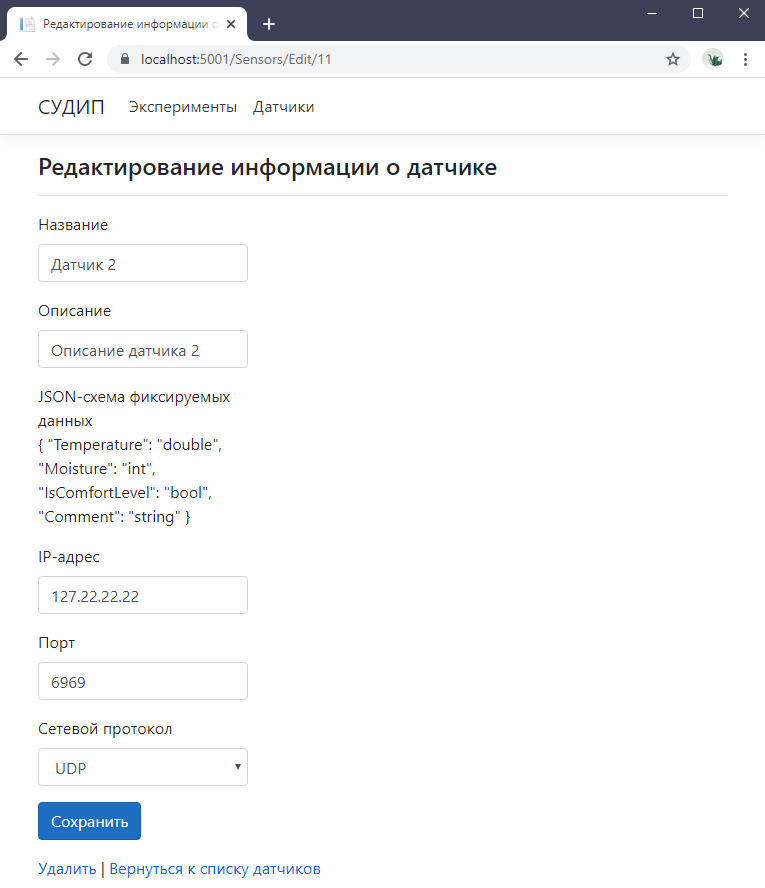 Редактирование информации о
localhost:5001/Sensors/Edit/11
СУДИП Эксперименты Датчики
Редактирование информации о датчике
Название
Датчик 2
Описание
Описание датчика 2
JSON-схема фиксируемых
данных
{ "Temperature": "double",
"Moisture": "int",
"IsComfortLevel": "bool",
"Comment": "string" }
IP-адрес
127.22.22.22
Порт
6969
Сетевой протокол
UDP
Сохранить
Удалить | Вернуться к списку датчиков